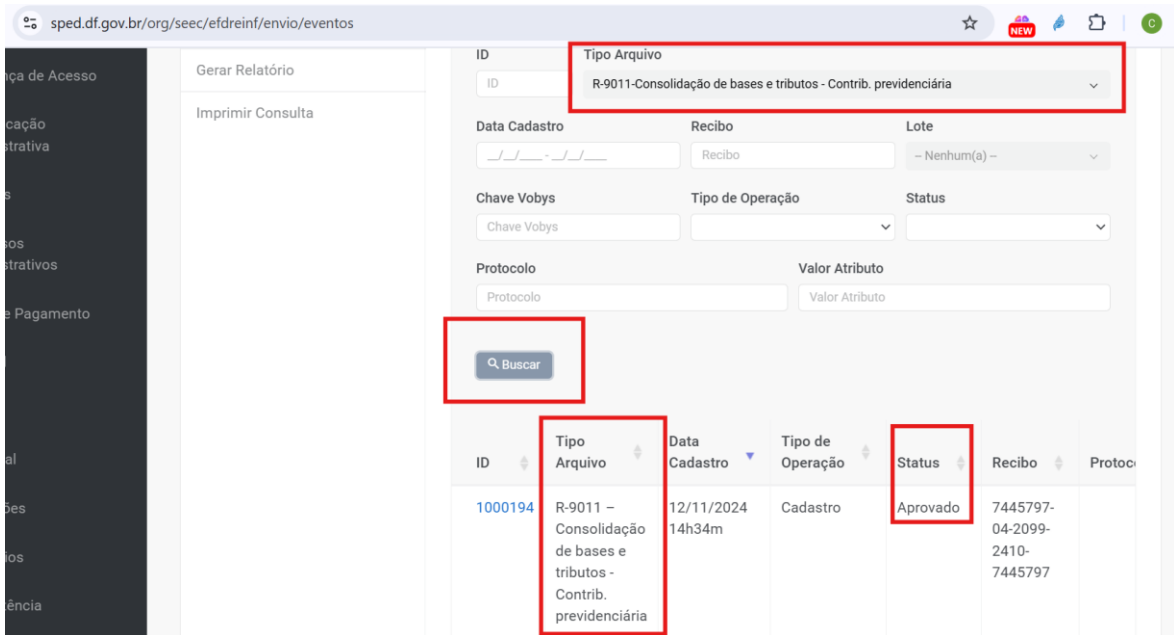 sped.df.gov.br/org/seec/efdreinf/envio/eventos
NEW
C
nça de Acesso
cação
strativa
s
sos
strativos
e Pagamento
l
al
ões
ios
tência
Gerar Relatório
Imprimir Consulta
ID Tipo Arquivo
ID R-9011-Consolidação de bases e tributos - Contrib. previdenciária
Data Cadastro Recibo Lote
__/__/____ - __/__/____ Recibo -- Nenhum(a) --
Chave Vobys Tipo de Operação Status
Chave Vobys
Protocolo Valor Atributo
Protocolo Valor Atributo
Buscar
ID Tipo Arquivo Data Cadastro Tipo de Operação Status Recibo Protoc
1000194 R-9011 – 12/11/2024 Cadastro Aprovado 7445797-
Consolidação 14h34m 04-2099-
de bases e 2410-
tributos - 7445797
Contrib.
previdenciária